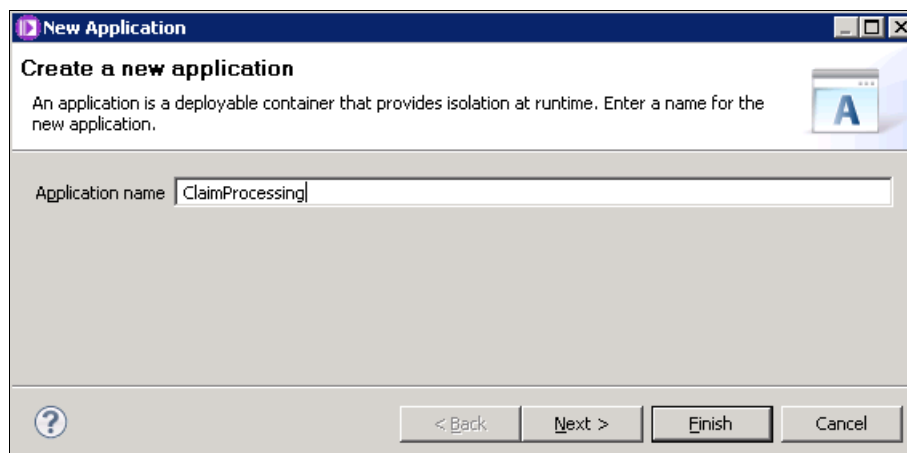 New Application
Create a new application
An application is a deployable container that provides isolation at runtime. Enter a name for the
new application.
A
Application name ClaimProcessing
?
< Back Next > Finish Cancel